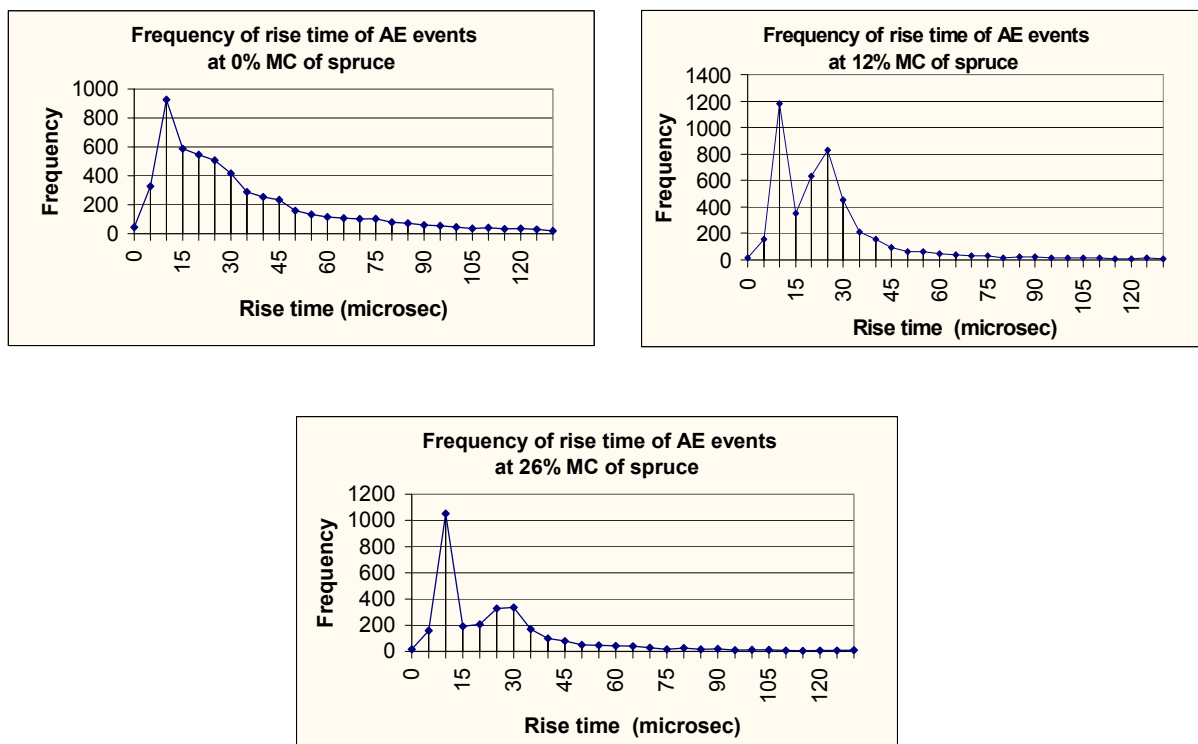 Frequency of rise time of AE events
at 0% MC of spruce
1000
800
600
400
200
0
Frequency
0 15 30 45 60 75 90 105 120
Rise time (microsec)
Frequency of rise time of AE events
at 12% MC of spruce
1400
1200
1000
800
600
400
200
0
Frequency
0 15 30 45 60 75 90 105 120
Rise time (microsec)
Frequency of rise time of AE events
at 26% MC of spruce
1200
1000
800
600
400
200
0
Frequency
0 15 30 45 60 75 90 105 120
Rise time (microsec)